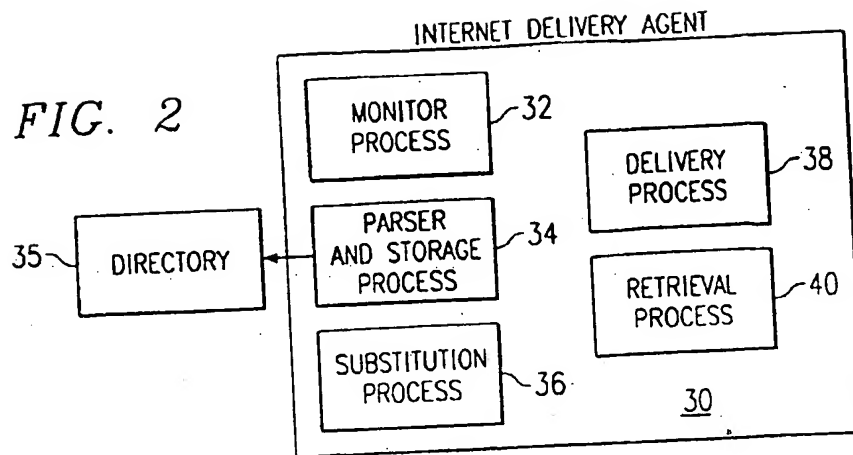 INTERNET DELIVERY AGENT
FIG. 2
MONITOR
PROCESS
32
DELIVERY
PROCESS
38
35
DIRECTORY
PARSER
AND STORAGE
PROCESS
34
RETRIEVAL
PROCESS
40
SUBSTITUTION
PROCESS
36
30